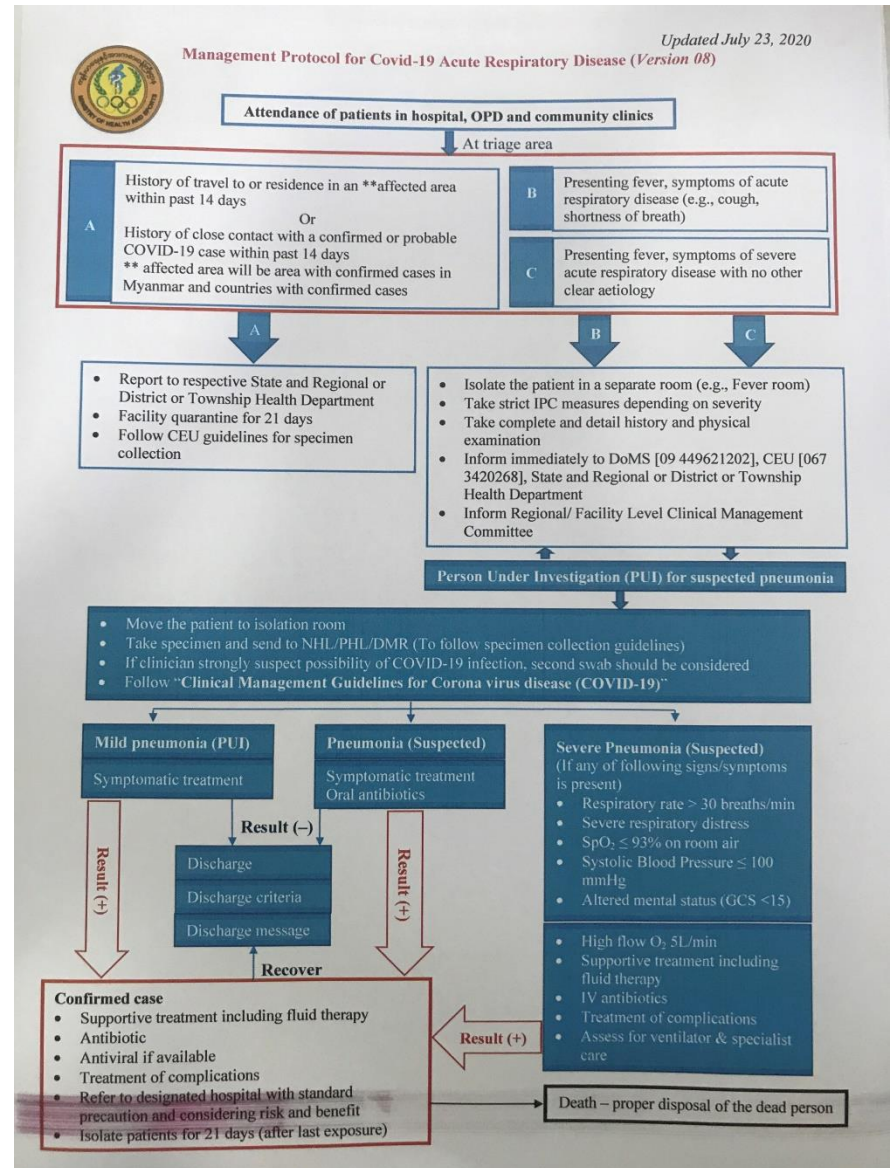 Updated July 23, 2020
Management Protocol for Covid-19 Acute Respiratory Disease (Version 08)
MINISTRY OF HEALTH AND SPORTS
Attendance of patients in hospital, OPD and community clinics
At triage area
A
History of travel to or residence in an **affected area
within past 14 days
Or
History of close contact with a confirmed or probable
COVID-19 case within past 14 days
** affected area will be area with confirmed cases in
Myanmar and countries with confirmed cases
B
Presenting fever, symptoms of acute
respiratory disease (e.g., cough,
shortness of breath)
C
Presenting fever, symptoms of severe
acute respiratory disease with no other
clear aetiology
A
B
C
• Report to respective State and Regional or
District or Township Health Department
• Facility quarantine for 21 days
• Follow CEU guidelines for specimen
collection
• Isolate the patient in a separate room (e.g., Fever room)
• Take strict IPC measures depending on severity
• Take complete and detail history and physical
examination
• Inform immediately to DoMS [09 449621202], CEU [067
3420268], State and Regional or District or Township
Health Department
• Inform Regional/ Facility Level Clinical Management
Committee
Person Under Investigation (PUI) for suspected pneumonia
• Move the patient to isolation room
• Take specimen and send to NHL/PHL/DMR (To follow specimen collection guidelines)
• If clinician strongly suspect possibility of COVID-19 infection, second swab should be considered
• Follow “Clinical Management Guidelines for Corona virus disease (COVID-19)”
Mild pneumonia (PUI)
Symptomatic treatment
Pneumonia (Suspected)
Symptomatic treatment
Oral antibiotics
Severe Pneumonia (Suspected)
(If any of following signs/symptoms
is present)
• Respiratory rate > 30 breaths/min
• Severe respiratory distress
• SpO₂ ≤ 93% on room air
• Systolic Blood Pressure ≤ 100
mmHg
• Altered mental status (GCS <15)
• High flow O₂ 5L/min
• Supportive treatment including
fluid therapy
• IV antibiotics
• Treatment of complications
• Assess for ventilator & specialist
care
Result (–)
Result (+)
Result (+)
Discharge
Discharge criteria
Discharge message
Recover
Result (+)
Confirmed case
• Supportive treatment including fluid therapy
• Antibiotic
• Antiviral if available
• Treatment of complications
• Refer to designated hospital with standard
precaution and considering risk and benefit
• Isolate patients for 21 days (after last exposure)
Death – proper disposal of the dead person